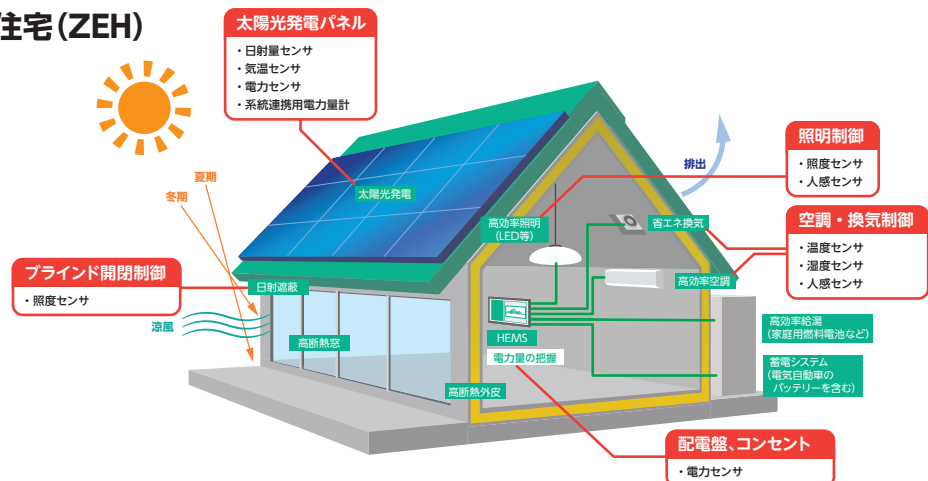 住宅（ZEH）
太陽光発電パネル
・日射量センサ
・気温センサ
・電力センサ
・系統連携用電力量計
照明制御
・照度センサ
・人感センサ
排出
夏期
冬期
太陽光発電
高効率照明
（LED等）
省エネ換気
空調・換気制御
・温度センサ
・湿度センサ
・人感センサ
ブラインド開閉制御
・照度センサ
日射遮蔽
高効率空調
涼風
高断熱窓
HEMS
電力量の把握
高効率給湯
（家庭用燃料電池など）
蓄電システム
（電気自動車の
バッテリーを含む）
高断熱外皮
配電盤、コンセント
・電力センサ